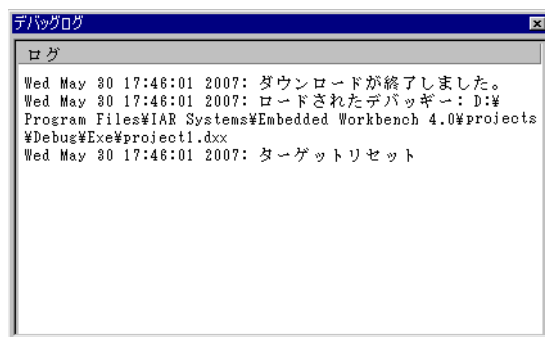 デバッグログ
ログ
Wed May 30 17:46:01 2007: ダウンロードが終了しました。
Wed May 30 17:46:01 2007: ロードされたデバッギー: D:¥
Program Files¥IAR Systems¥Embedded Workbench 4.0¥projects
¥Debug¥Exe¥project1.dxx
Wed May 30 17:46:01 2007: ターゲットリセット